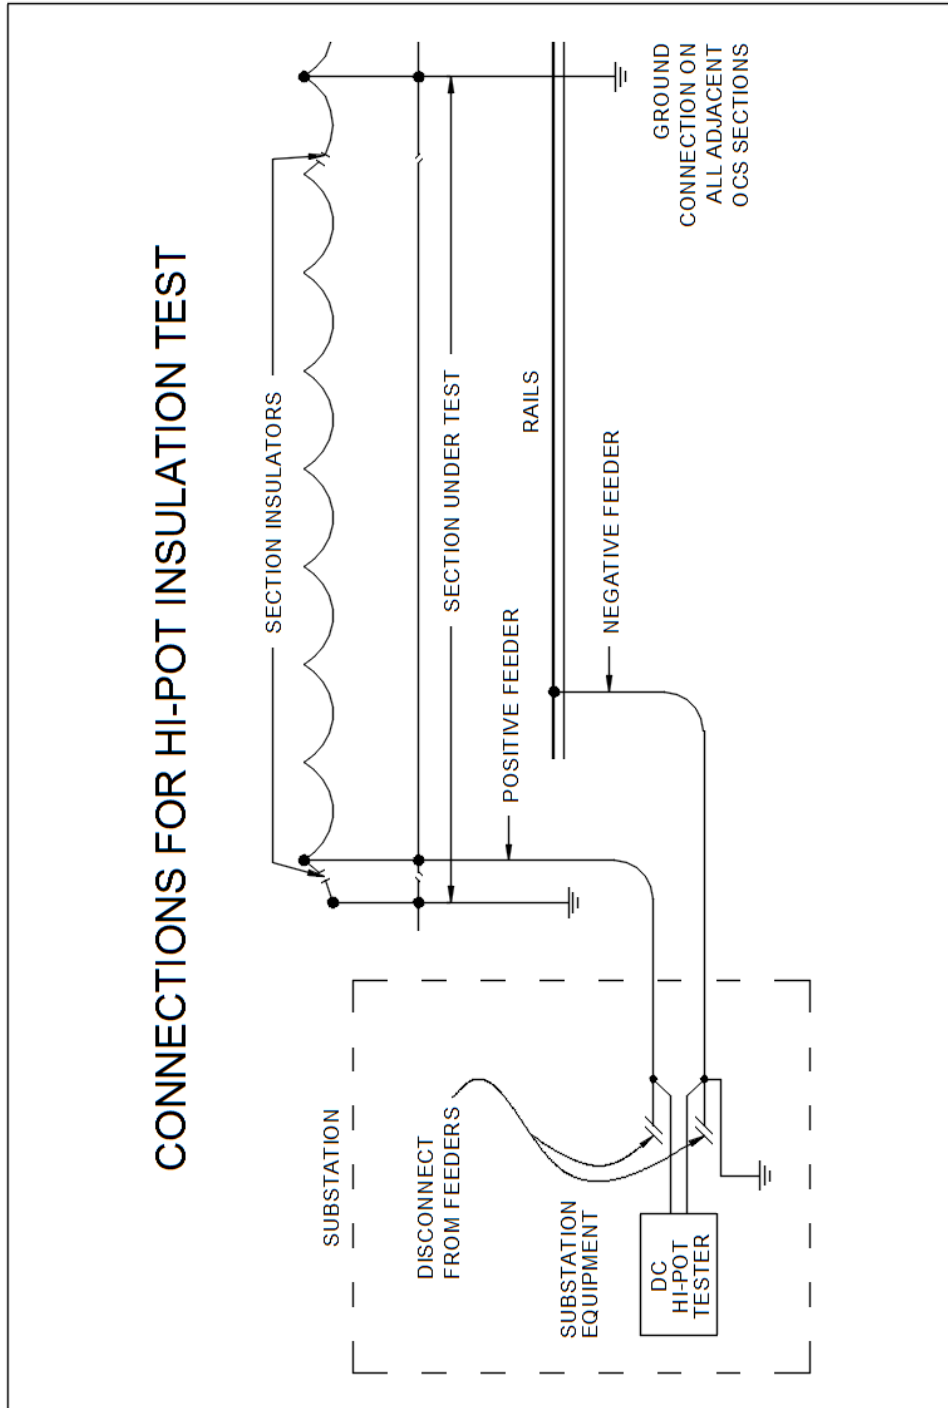 CONNECTIONS FOR HI-POT INSULATION TEST
SECTION INSULATORS
SECTION UNDER TEST
RAILS
GROUND
CONNECTION ON
ALL ADJACENT
OCS SECTIONS
POSITIVE FEEDER
NEGATIVE FEEDER
SUBSTATION
DISCONNECT
FROM FEEDERS
SUBSTATION
EQUIPMENT
DC
HI-POT
TESTER